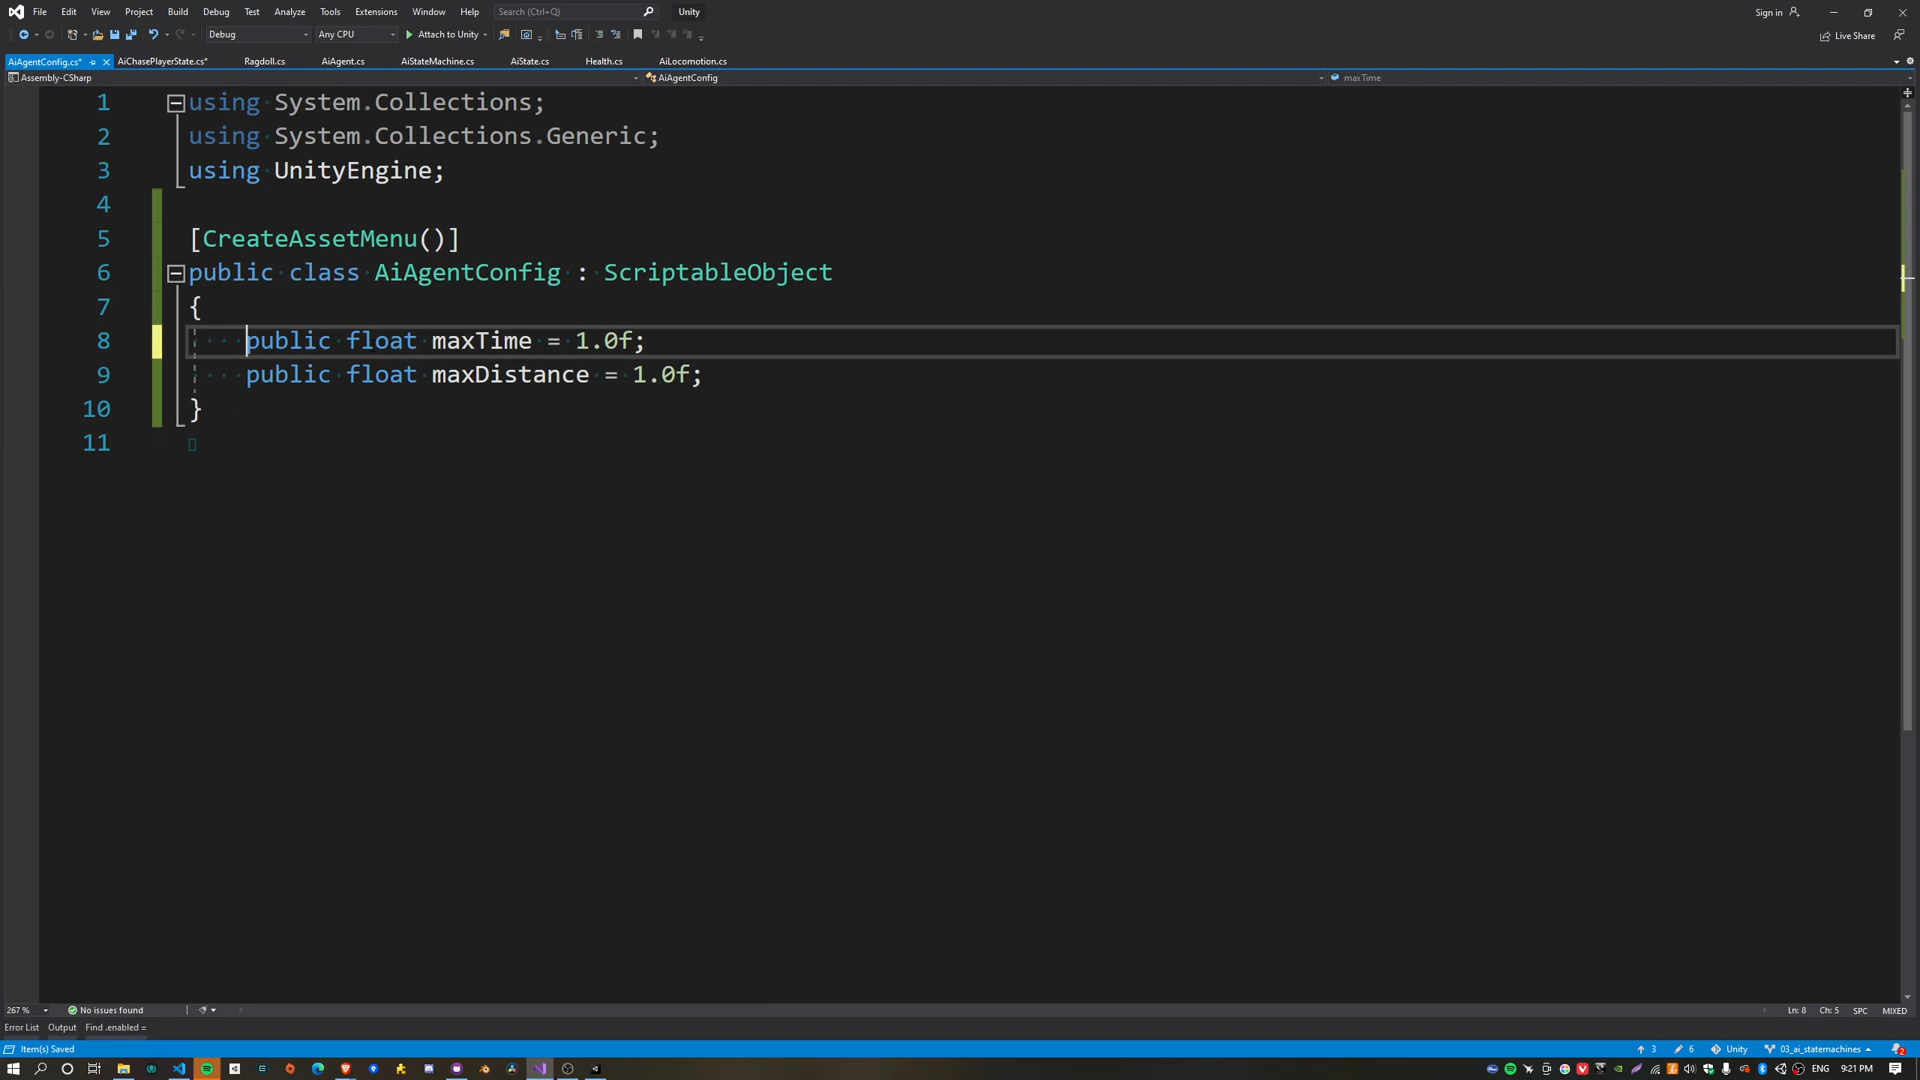 File Edit View Project Build Debug Test Analyze Tools Extensions Window Help Search (Ctrl+Q) Unity Sign in
Debug Any CPU Attach to Unity Live Share
AiAgentConfig.cs* AiChasePlayerState.cs* Ragdoll.cs AiAgent.cs AiStateMachine.cs AiState.cs Health.cs AiLocomotion.cs
Assembly-CSharp AiAgentConfig maxTime
1 using System.Collections;
2 using System.Collections.Generic;
3 using UnityEngine;
4
5 [CreateAssetMenu()]
6 public class AiAgentConfig : ScriptableObject
7 {
8 public float maxTime = 1.0f;
9 public float maxDistance = 1.0f;
10 }
11
267 % No issues found Ln: 8 Ch: 5 SPC MIXED
Error List Output Find .enabled =
Item(s) Saved 3 6 Unity 03_ai_statemachines 2
ENG 9:21 PM